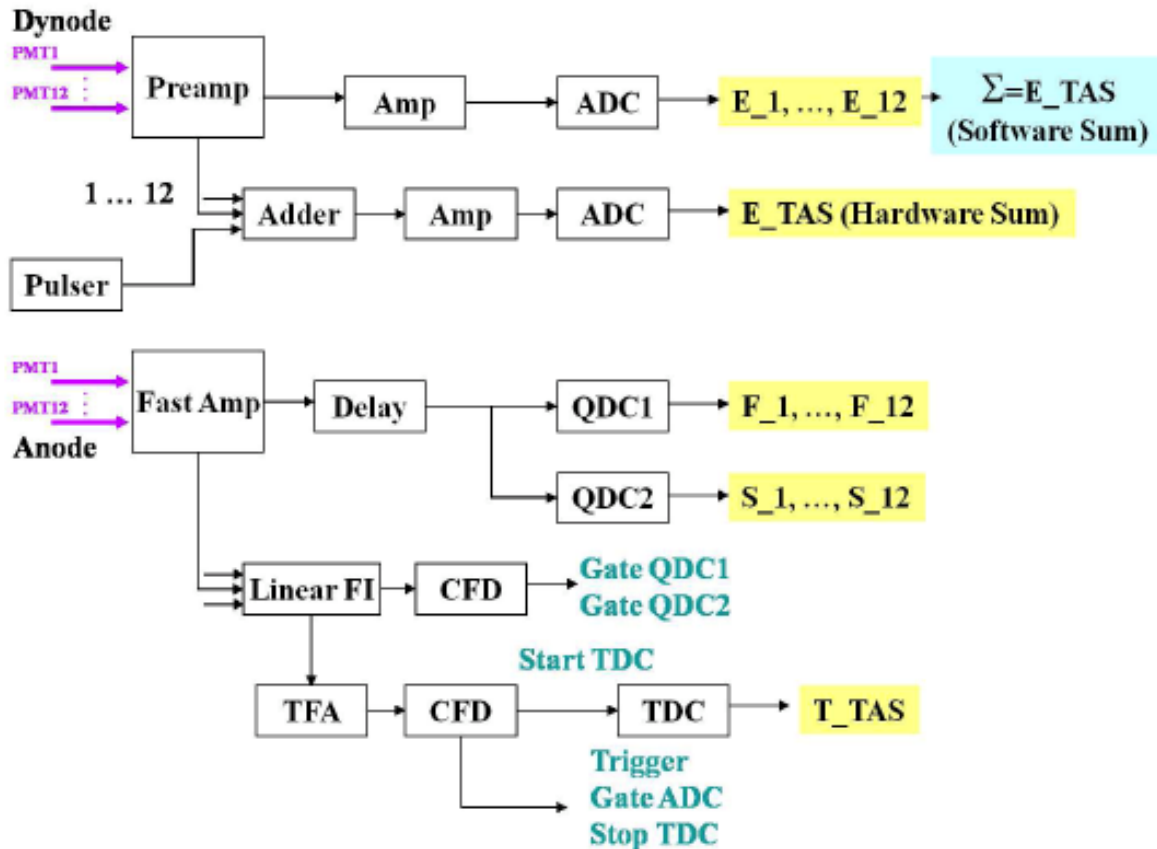 Dynode
PMT1
PMT12
Preamp
Amp
ADC
E_1, ..., E_12
Σ=E_TAS
(Software Sum)
1 ... 12
Adder
Amp
ADC
E_TAS (Hardware Sum)
Pulser
PMT1
PMT12
Anode
Fast Amp
Delay
QDC1
F_1, ..., F_12
QDC2
S_1, ..., S_12
Linear FI
CFD
Gate QDC1
Gate QDC2
Start TDC
TFA
CFD
TDC
T_TAS
Trigger
Gate ADC
Stop TDC